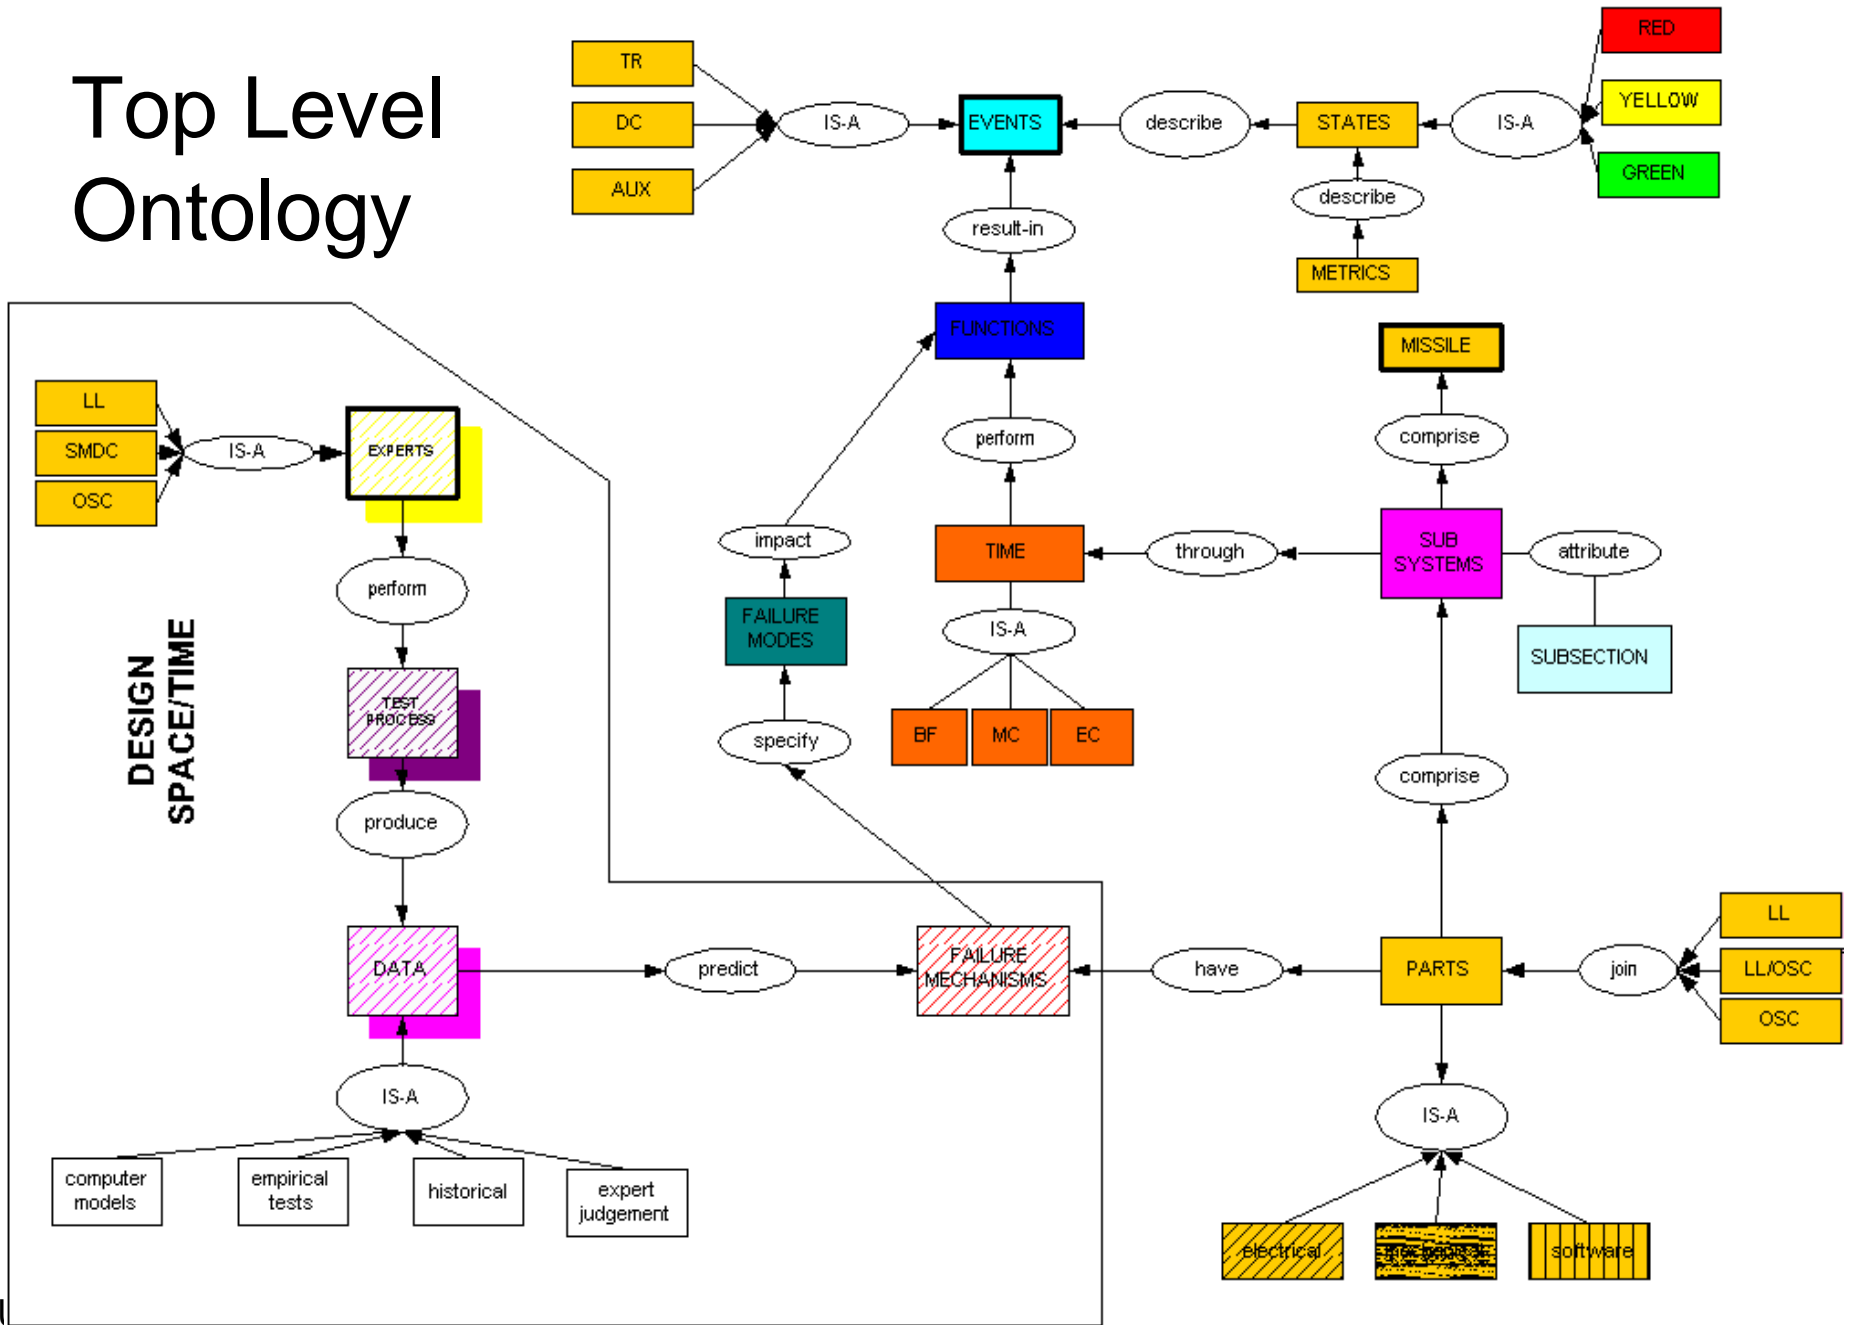 Top Level
Ontology
TR
DC
AUX
IS-A
EVENTS
describe
STATES
IS-A
RED
YELLOW
GREEN
describe
METRICS
result-in
FUNCTIONS
MISSILE
comprise
perform
LL
SMDC
OSC
IS-A
EXPERTS
perform
impact
TIME
through
SUB
SYSTEMS
attribute
FAILURE
MODES
IS-A
SUBSECTION
DESIGN
SPACE/TIME
TEST
PROCESS
specify
BF
MC
EC
comprise
produce
DATA
predict
FAILURE
MECHANISMS
have
PARTS
join
LL
LL/OSC
OSC
IS-A
IS-A
computer
models
empirical
tests
historical
expert
judgement
electrical
software